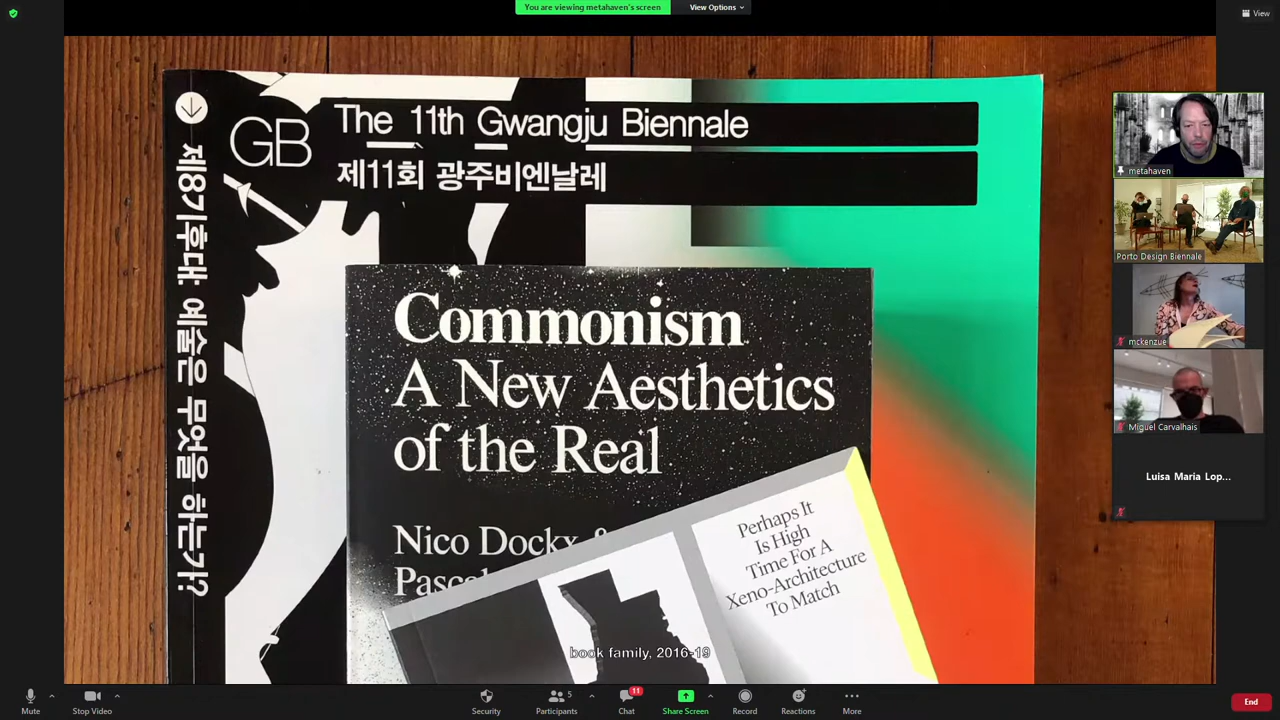 You are viewing metahaven's screen
View Options
View
The 11th Gwangju Biennale
GB
제11회 광주비엔날레
제8기후대: 예술은 무엇을 하는가?
Commonism
A New Aesthetics
of the Real
Nico Dockx &
Pascal
Perhaps It
Is High
Time For A
Xeno-Architecture
To Match
book family, 2016-19
metahaven
Porto Design Biennale
mckenzue
Miguel Carvalhais
Luisa Maria Lop...
Mute
Stop Video
Security
Participants
5
Chat
11
Share Screen
Record
Reactions
More
End